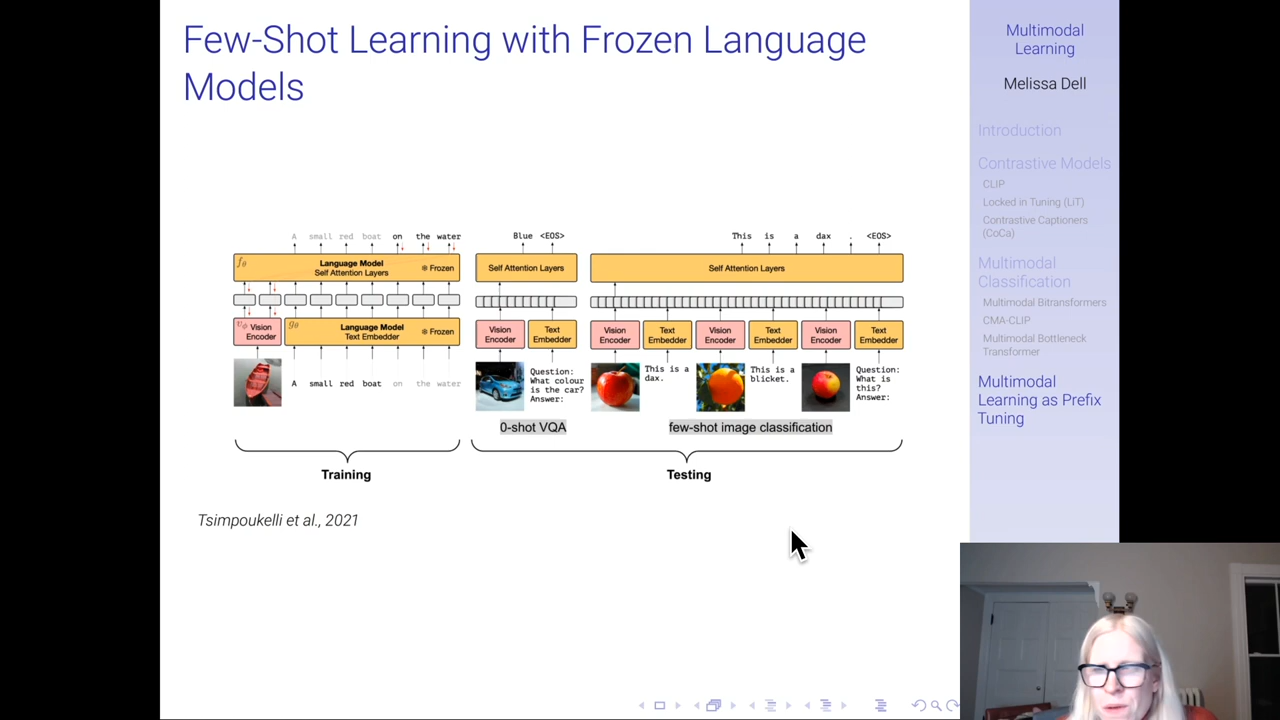 Few-Shot Learning with Frozen Language
Models
A small red boat on the water
fθ
Language Model
Self Attention Layers
Frozen
vϕ Vision
Encoder
gθ
Language Model
Text Embedder
Frozen
A small red boat on the water
Training
Blue <EOS>
Self Attention Layers
Vision
Encoder
Text
Embedder
Question:
What colour
is the car?
Answer:
0-shot VQA
This is a dax . <EOS>
Self Attention Layers
Vision
Encoder
Text
Embedder
Vision
Encoder
Text
Embedder
Vision
Encoder
Text
Embedder
This is a
dax.
This is a
blicket.
Question:
What is
this?
Answer:
few-shot image classification
Testing
Tsimpoukelli et al., 2021
Multimodal
Learning
Melissa Dell
Introduction
Contrastive Models
CLIP
Locked in Tuning (LiT)
Contrastive Captioners
(CoCa)
Multimodal
Classification
Multimodal Bitransformers
CMA-CLIP
Multimodal Bottleneck
Transformer
Multimodal
Learning as Prefix
Tuning